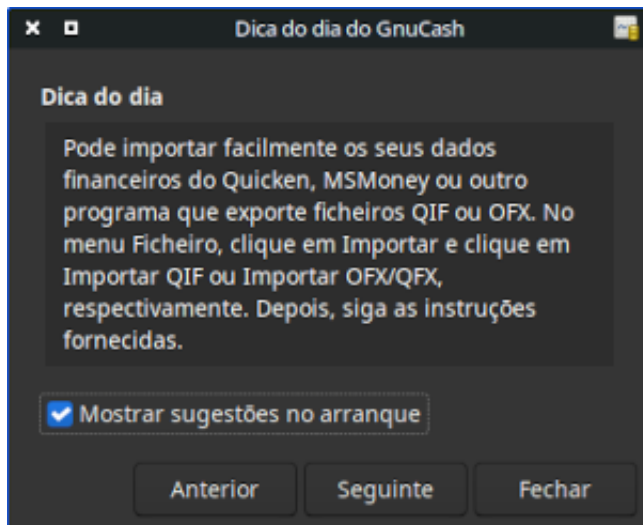 Dica do dia do GnuCash
Dica do dia
Pode importar facilmente os seus dados
financeiros do Quicken, MSMoney ou outro
programa que exporte ficheiros QIF ou OFX. No
menu Ficheiro, clique em Importar e clique em
Importar QIF ou Importar OFX/QFX,
respectivamente. Depois, siga as instruções
fornecidas.
Mostrar sugestões no arranque
Anterior Seguinte Fechar